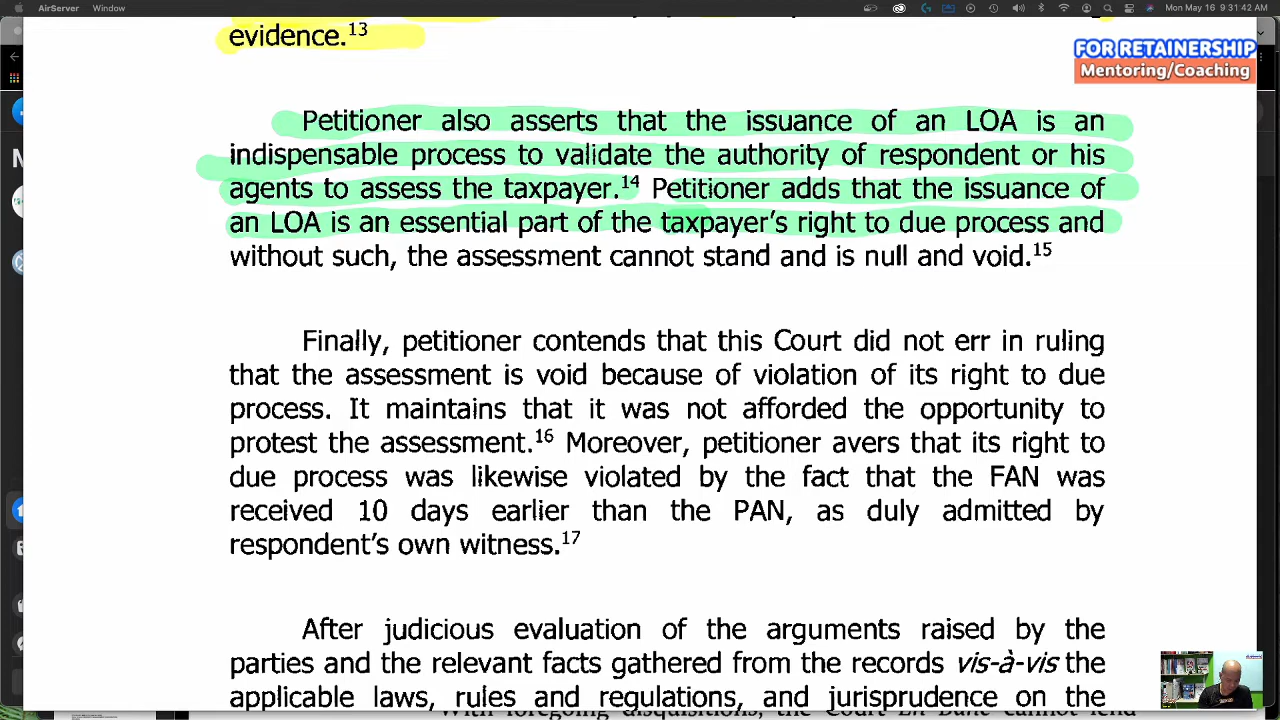 AirServer Window Mon May 16 9:31:42 AM
evidence.13
FOR RETAINERSHIP
Mentoring/Coaching
Petitioner also asserts that the issuance of an LOA is an
indispensable process to validate the authority of respondent or his
agents to assess the taxpayer.14 Petitioner adds that the issuance of
an LOA is an essential part of the taxpayer's right to due process and
without such, the assessment cannot stand and is null and void.15
Finally, petitioner contends that this Court did not err in ruling
that the assessment is void because of violation of its right to due
process. It maintains that it was not afforded the opportunity to
protest the assessment.16 Moreover, petitioner avers that its right to
due process was likewise violated by the fact that the FAN was
received 10 days earlier than the PAN, as duly admitted by
respondent's own witness.17
After judicious evaluation of the arguments raised by the
parties and the relevant facts gathered from the records vis-à-vis the
applicable laws, rules and regulations, and jurisprudence on the